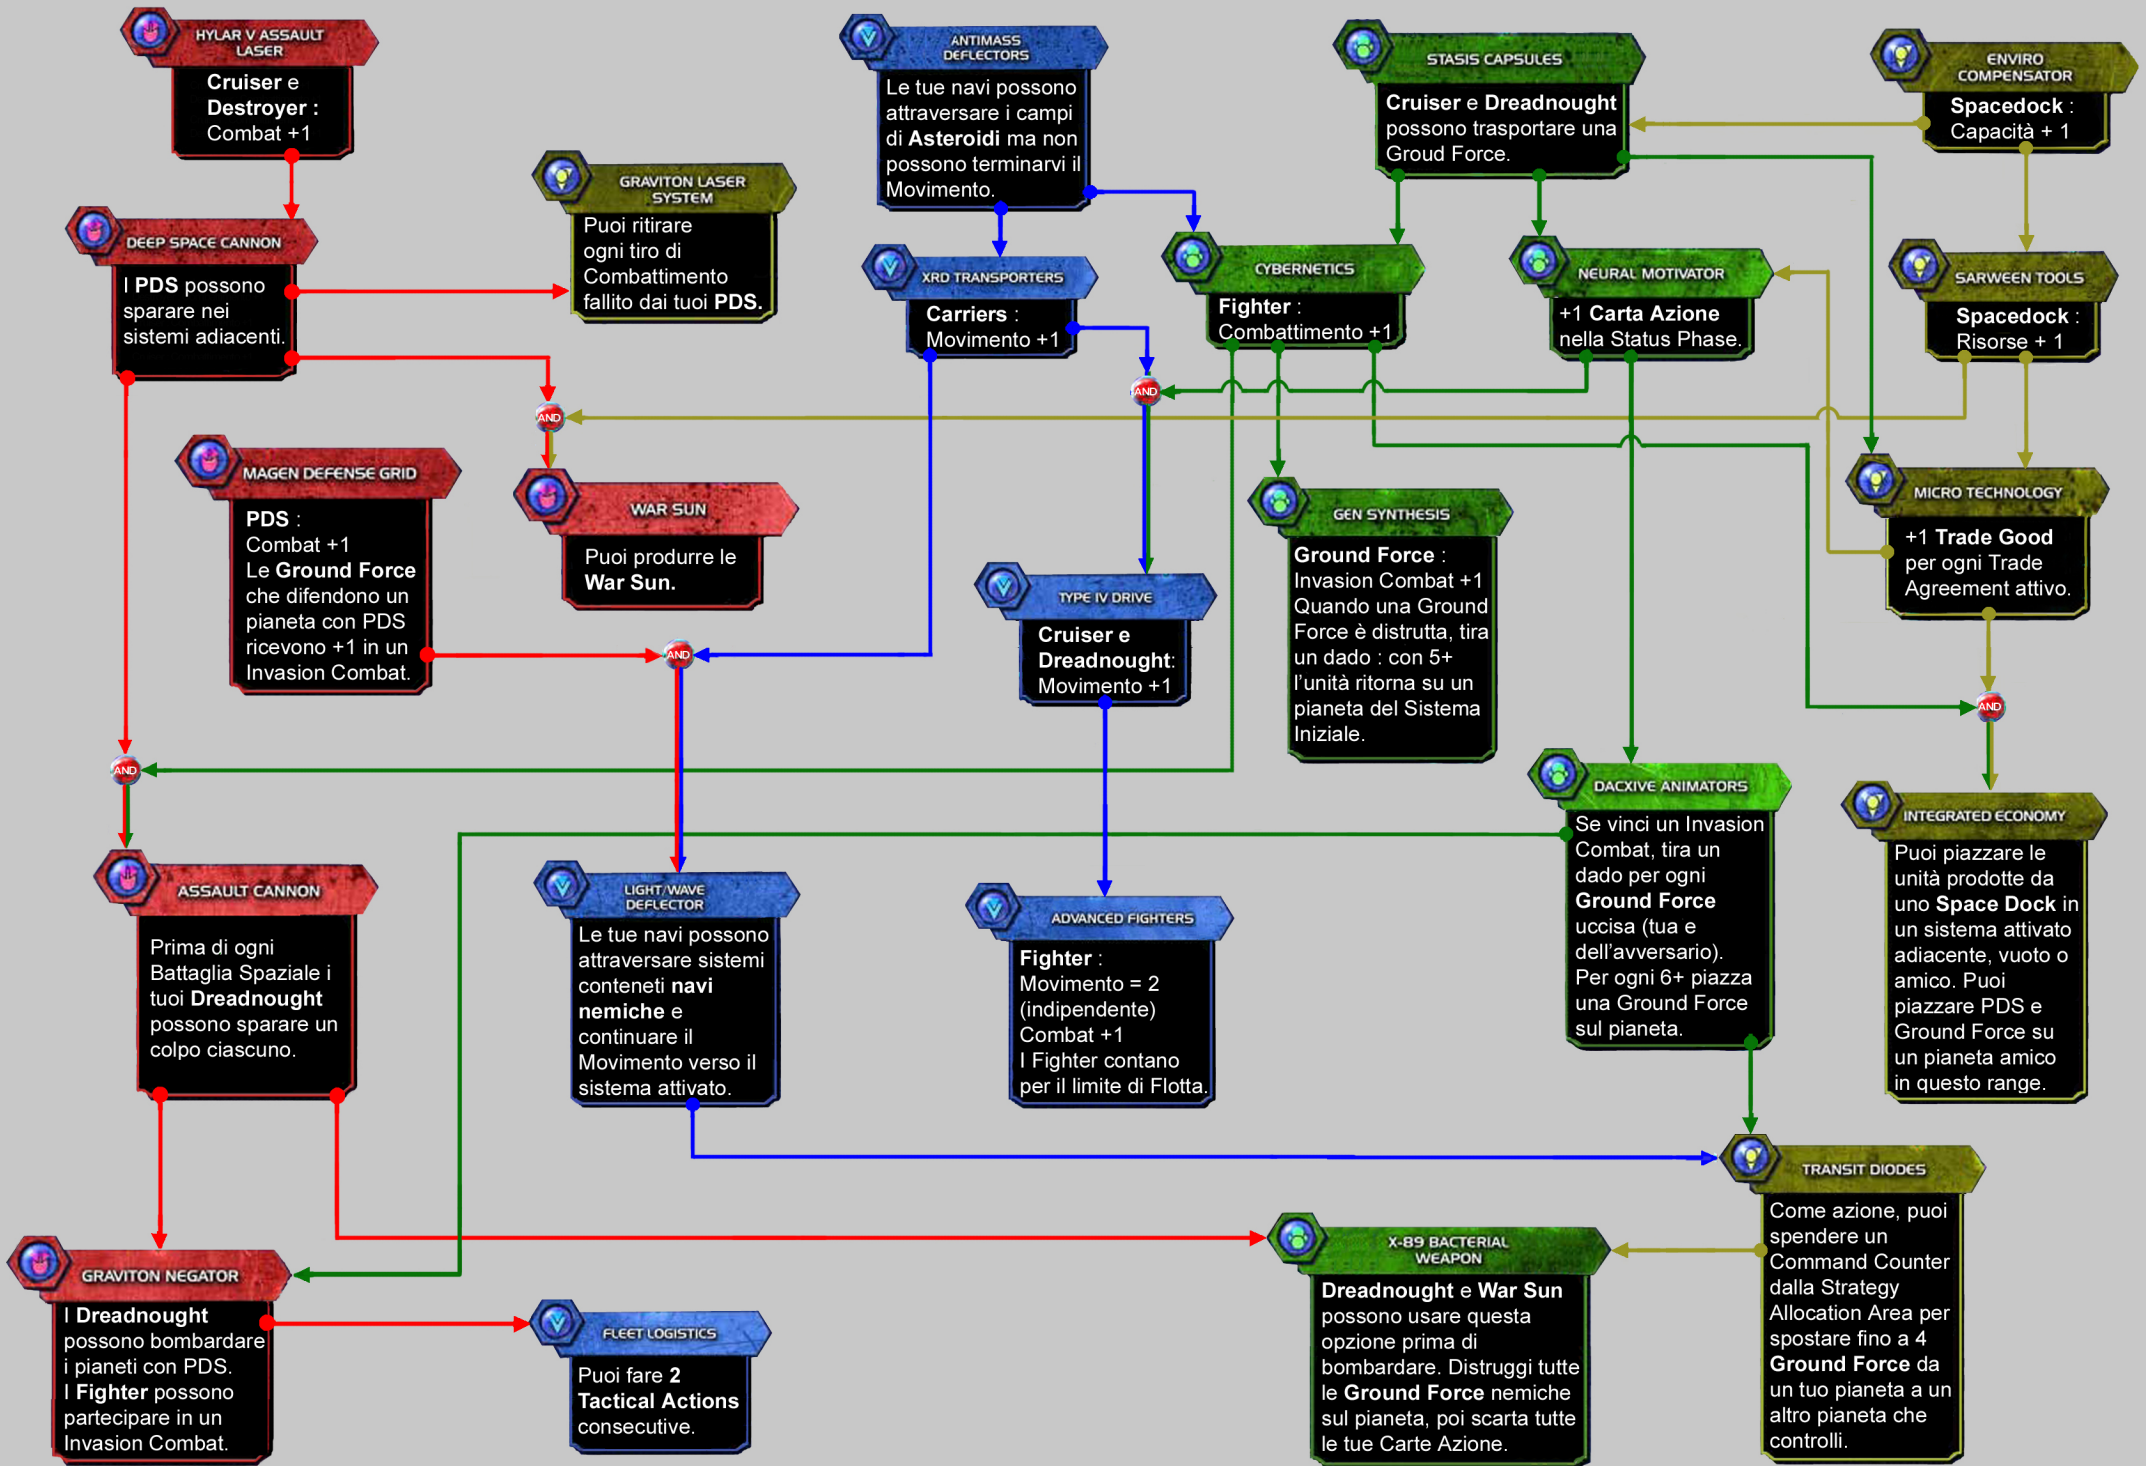 HYLAR V ASSAULT
LASER
Cruiser e
Destroyer :
Combat +1
ANTIMASS
DEFLECTORS
Le tue navi possono
attraversare i campi
di Asteroidi ma non
possono terminarvi il
Movimento.
STASIS CAPSULES
Cruiser e Dreadnought
possono trasportare una
Groud Force.
ENVIRO
COMPENSATOR
Spacedock :
Capacità + 1
GRAVITON LASER
SYSTEM
Puoi ritirare
ogni tiro di
Combattimento
fallito dai tuoi PDS.
DEEP SPACE CANNON
I PDS possono
sparare nei
sistemi adiacenti.
XRD TRANSPORTERS
Carriers :
Movimento +1
CYBERNETICS
Fighter :
Combattimento +1
NEURAL MOTIVATOR
+1 Carta Azione
nella Status Phase.
SARWEEN TOOLS
Spacedock :
Risorse + 1
AND
AND
MAGEN DEFENSE GRID
PDS :
Combat +1
Le Ground Force
che difendono un
pianeta con PDS
ricevono +1 in un
Invasion Combat.
WAR SUN
Puoi produrre le
War Sun.
GEN SYNTHESIS
Ground Force :
Invasion Combat +1
Quando una Ground
Force è distrutta, tira
un dado : con 5+
l'unità ritorna su un
pianeta del Sistema
Iniziale.
MICRO TECHNOLOGY
+1 Trade Good
per ogni Trade
Agreement attivo.
TYPE IV DRIVE
Cruiser e
Dreadnought:
Movimento +1
AND
AND
AND
DACXIVE ANIMATORS
Se vinci un Invasion
Combat, tira un
dado per ogni
Ground Force
uccisa (tua e
dell'avversario).
Per ogni 6+ piazza
una Ground Force
sul pianeta.
INTEGRATED ECONOMY
Puoi piazzare le
unità prodotte da
uno Space Dock in
un sistema attivato
adiacente, vuoto o
amico. Puoi
piazzare PDS e
Ground Force su
un pianeta amico
in questo range.
ASSAULT CANNON
Prima di ogni
Battaglia Spaziale i
tuoi Dreadnought
possono sparare un
colpo ciascuno.
LIGHT/WAVE
DEFLECTOR
Le tue navi possono
attraversare sistemi
conteneti navi
nemiche e
continuare il
Movimento verso il
sistema attivato.
ADVANCED FIGHTERS
Fighter :
Movimento = 2
(indipendente)
Combat +1
I Fighter contano
per il limite di Flotta.
TRANSIT DIODES
Come azione, puoi
spendere un
Command Counter
dalla Strategy
Allocation Area per
spostare fino a 4
Ground Force da
un tuo pianeta a un
altro pianeta che
controlli.
GRAVITON NEGATOR
I Dreadnought
possono bombardare
i pianeti con PDS.
I Fighter possono
partecipare in un
Invasion Combat.
FLEET LOGISTICS
Puoi fare 2
Tactical Actions
consecutive.
X-89 BACTERIAL
WEAPON
Dreadnought e War Sun
possono usare questa
opzione prima di
bombardare. Distruggi tutte
le Ground Force nemiche
sul pianeta, poi scarta tutte
le tue Carte Azione.